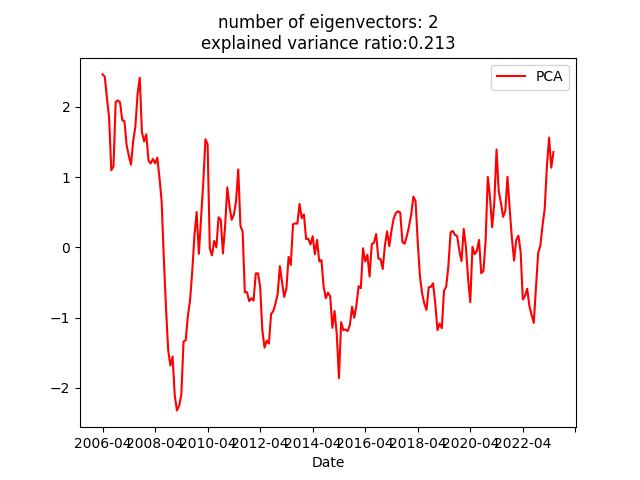 number of eigenvectors: 2
explained variance ratio:0.213
PCA
2
1
0
−1
−2
2006-04 2008-04 2010-04 2012-04 2014-04 2016-04 2018-04 2020-04 2022-04
Date